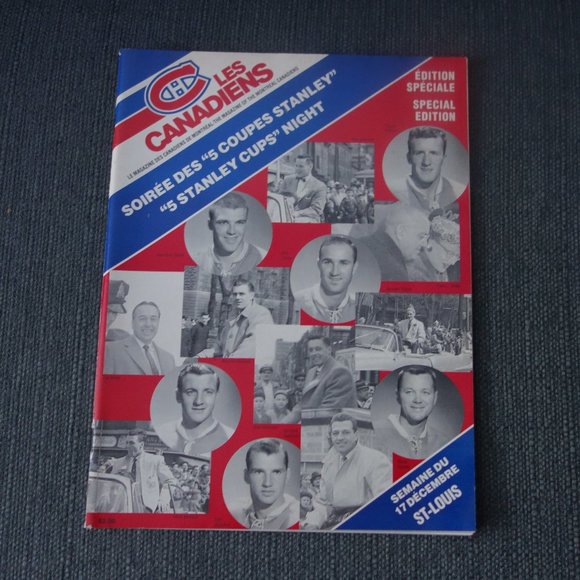 LES
CANADIENS
LE MAGAZINE DES CANADIENS DE MONTRÉAL/THE MAGAZINE OF THE MONTREAL CANADIENS
SOIRÉE DES "5 COUPES STANLEY"
"5 STANLEY CUPS" NIGHT
ÉDITION
SPÉCIALE
SPECIAL
EDITION
SEMAINE DU
17 DÉCEMBRE
ST-LOUIS